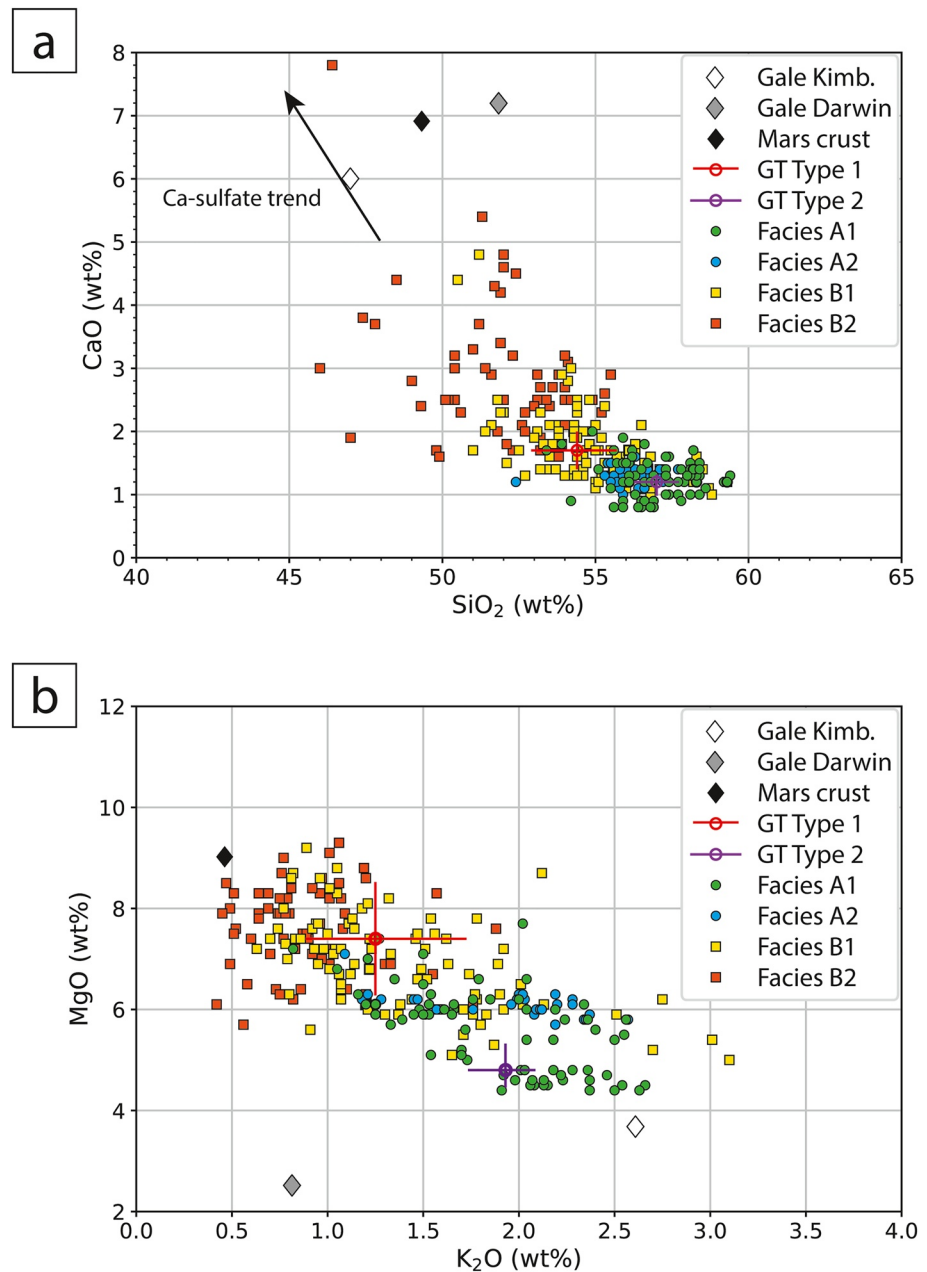 a
8
7
6
5
4
3
2
1
0
CaO (wt%)
Ca-sulfate trend
Gale Kimb.
Gale Darwin
Mars crust
GT Type 1
GT Type 2
Facies A1
Facies A2
Facies B1
Facies B2
40 45 50 55 60 65
SiO₂ (wt%)
b
12
10
8
6
4
2
MgO (wt%)
Gale Kimb.
Gale Darwin
Mars crust
GT Type 1
GT Type 2
Facies A1
Facies A2
Facies B1
Facies B2
0.0 0.5 1.0 1.5 2.0 2.5 3.0 3.5 4.0
K₂O (wt%)